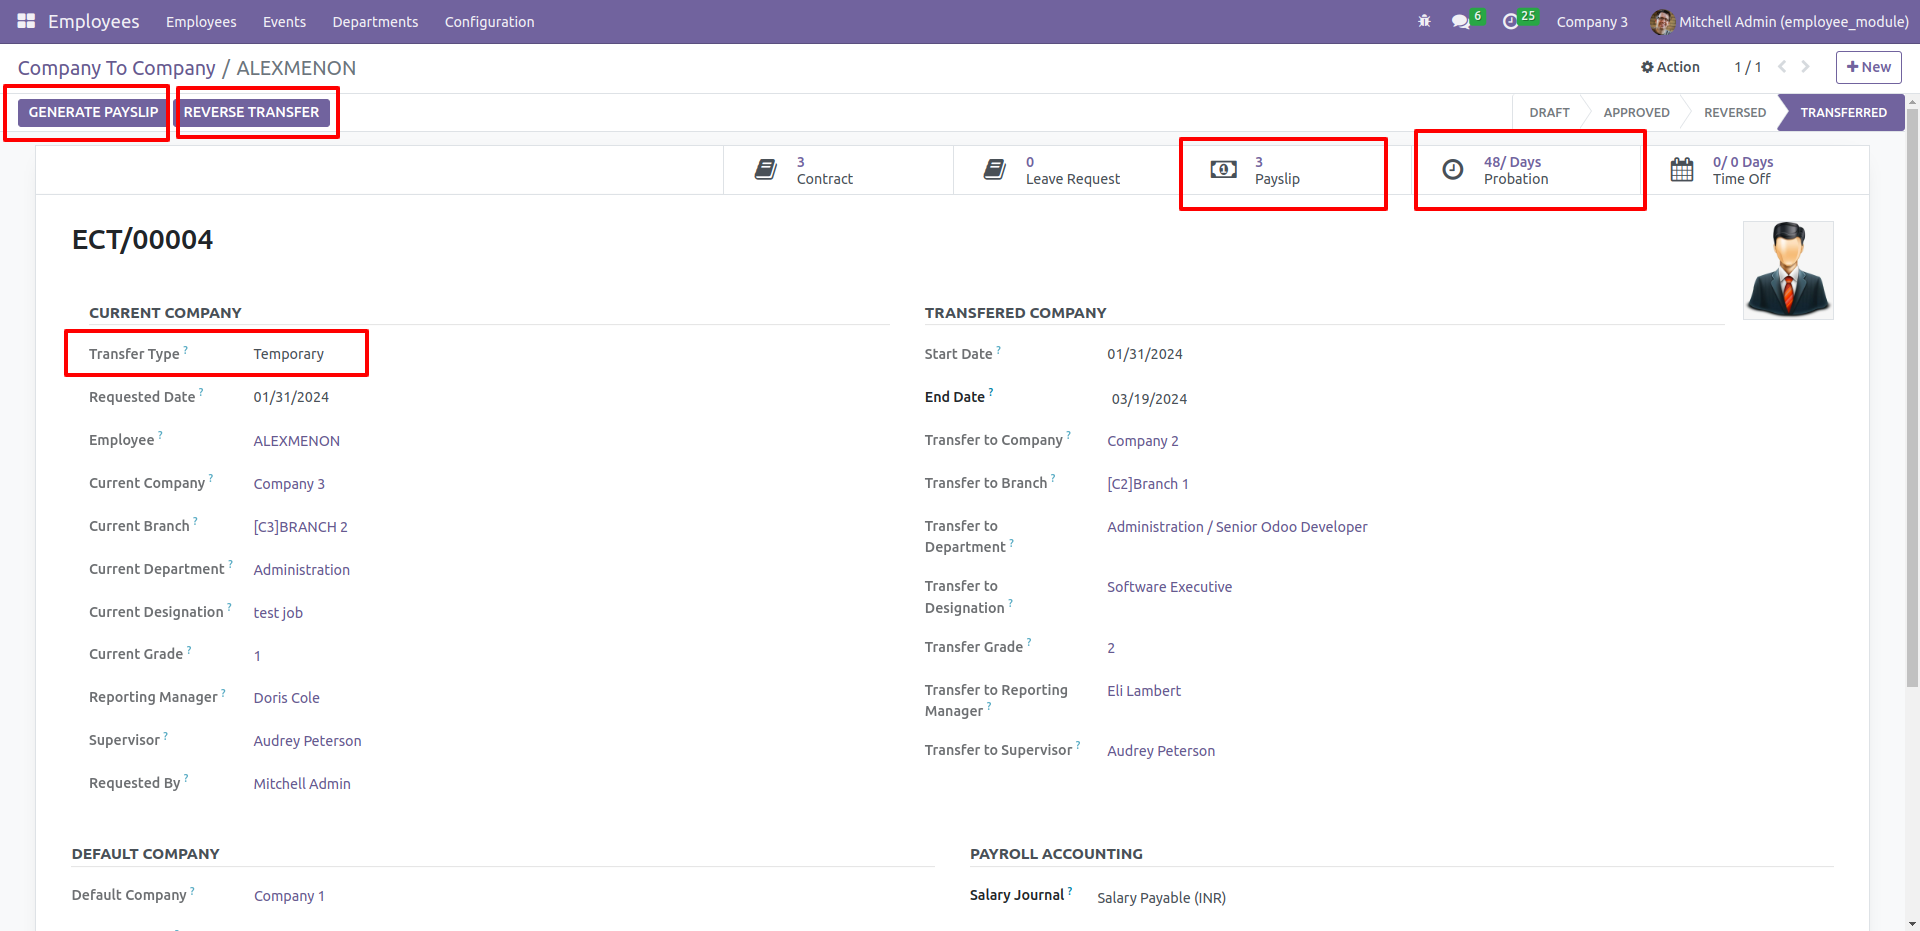 Employees Employees Events Departments Configuration 6 25 Company 3 Mitchell Admin (employee_module)
Company To Company / ALEXMENON Action 1 / 1 New
GENERATE PAYSLIP REVERSE TRANSFER DRAFT APPROVED REVERSED TRANSFERRED
3 Contract
0 Leave Request
3 Payslip
48/ Days Probation
0/ 0 Days Time Off
ECT/00004
CURRENT COMPANY
Transfer Type ? Temporary
Requested Date ? 01/31/2024
Employee ? ALEXMENON
Current Company ? Company 3
Current Branch ? [C3]BRANCH 2
Current Department ? Administration
Current Designation ? test job
Current Grade ? 1
Reporting Manager ? Doris Cole
Supervisor ? Audrey Peterson
Requested By ? Mitchell Admin
TRANSFERED COMPANY
Start Date ? 01/31/2024
End Date ? 03/19/2024
Transfer to Company ? Company 2
Transfer to Branch ? [C2]Branch 1
Transfer to Department ? Administration / Senior Odoo Developer
Transfer to Designation ? Software Executive
Transfer Grade ? 2
Transfer to Reporting Manager ? Eli Lambert
Transfer to Supervisor ? Audrey Peterson
DEFAULT COMPANY
Default Company ? Company 1
PAYROLL ACCOUNTING
Salary Journal ? Salary Payable (INR)